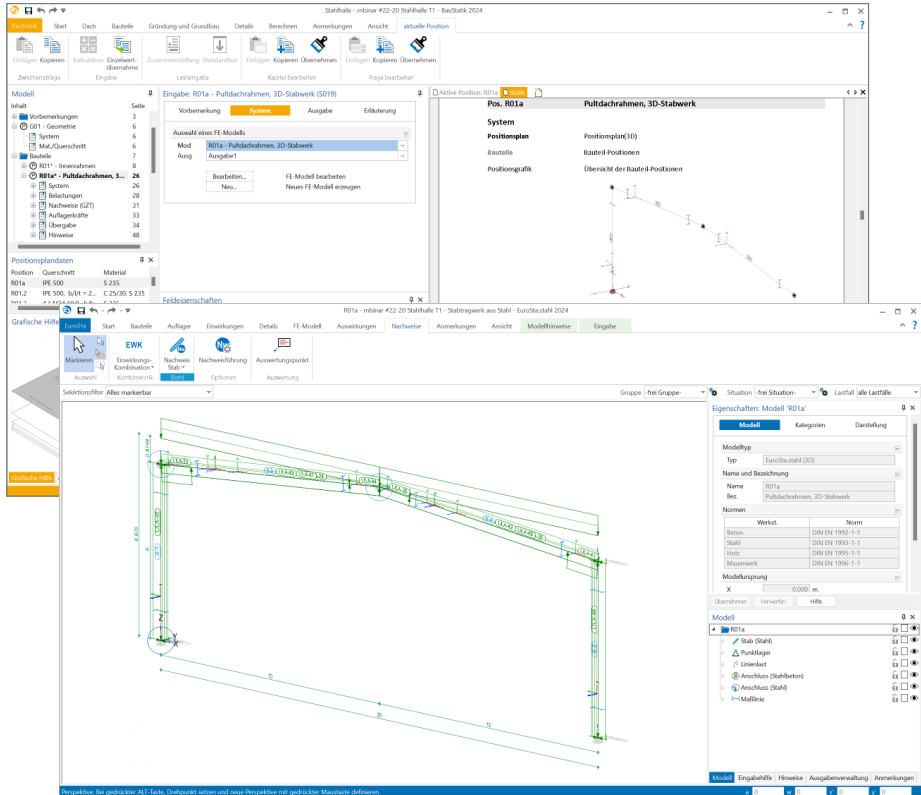 Stahlhalle - mbinar #22-20 Stahlhalle T1 - BauStatik 2024
BauStatik Start Dach Bauteile Gründung und Grundbau Details Berechnen Anmerkungen Ansicht aktuelle Position
Einfügen Kopieren Kalkulation Einzelwert-übernahme Zusammenstellung Standardlast Einfügen Kopieren Übernehmen Einfügen Kopieren Übernehmen
Zwischenablage Eingabe Lasteingabe Kapitel bearbeiten Frage bearbeiten
Modell
Inhalt Seite
Vorbemerkungen 3
G01 - Geometrie 6
System 6
Mat./Querschnitt 6
Bauteile 7
R01* - Innenrahmen 8
R01a* - Pultdachrahmen, 3... 26
System 26
Belastungen 28
Nachweise (GZT) 31
Auflagerkräfte 33
Übergabe 34
Hinweise 48
Positionsplandaten
Position Querschnitt Material
R01a IPE 500 S 235
R01.2 IPE 500, b/l/t = 2... C 25/30, S 235
Grafische Hilfe
Grafische Hilfe
Eingabe: R01a - Pultdachrahmen, 3D-Stabwerk (S019)
Vorbemerkung System Ausgabe Erläuterung
Auswahl eines FE-Modells
Mod R01a - Pultdachrahmen, 3D-Stabwerk
Ausg Ausgabe1
Bearbeiten... FE-Modell bearbeiten
Neu... Neues FE-Modell erzeugen
Feldeigenschaften
Aktive Position: R01a Statik
Pos. R01a Pultdachrahmen, 3D-Stabwerk
System
Positionsplan Positionsplan(3D)
Bauteile Bauteil-Positionen
Positionsgrafik Übersicht der Bauteil-Positionen
R01a - mbinar #22-20 Stahlhalle T1 - Stabtragwerk aus Stahl - EuroSta.stahl 2024
EuroSta Start Bauteile Auflager Einwirkungen Details FE-Modell Auswirkungen Nachweise Anmerkungen Ansicht Modellhinweise Eingabe
EWK Nw
Markieren Einwirkungs-Kombination Nachweis Stab Nachweisführung Auswertungspunkt
Auswahl Kombinatorik Stahl Optionen Auswertung
Selektionsfilter Alles markierbar Gruppe -frei Gruppe- Situation -frei Situation- Lastfall alle Lastfälle
Eigenschaften: Modell 'R01a'
Modell Kategorien Darstellung
Modelltyp
Typ EuroSta.stahl (3D)
Name und Bezeichnung
Name R01a
Bez. Pultdachrahmen, 3D-Stabwerk
Normen
Werkst. Norm
Beton DIN EN 1992-1-1
Stahl DIN EN 1993-1-1
Holz DIN EN 1995-1-1
Mauerwerk DIN EN 1996-1-1
Modellursprung
X 0.000 m
Übernehmen Verwerfen Hilfe
Modell
R01a
Stab (Stahl)
Punktlager
Linienlast
Anschluss (Stahlbeton)
Anschluss (Stahl)
Maßlinie
Modell Eingabehilfe Hinweise Ausgabenverwaltung Anmerkungen
8.875
Z
Y
X
10
20
10
Perspektive: Bei gedrückter ALT-Taste, Drehpunkt setzen und neue Perspektive mit gedrückter Maustaste definieren.